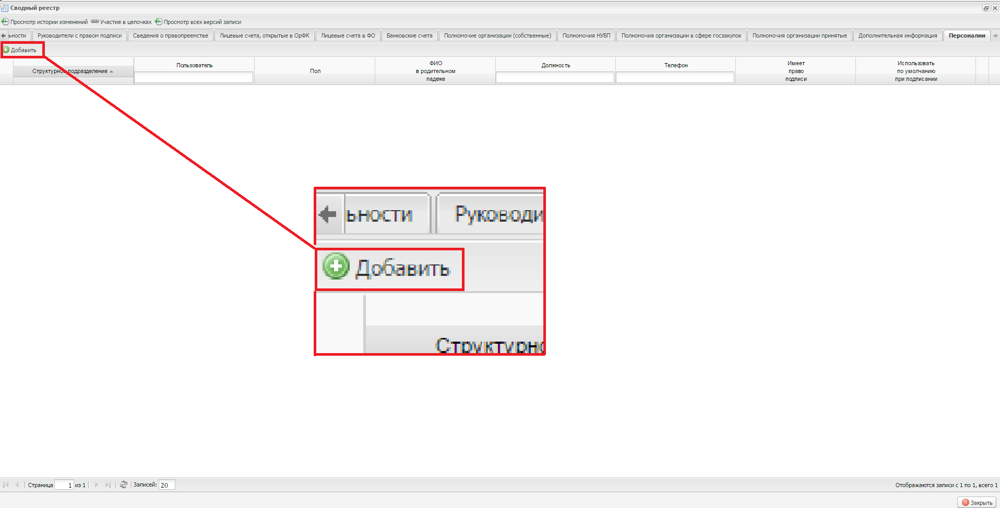 Сводный реестр
Просмотр истории изменений Участие в цепочках Просмотр всех версий записи
ьности Руководители с правом подписи Сведения о правопреемстве Лицевые счета, открытые в ОрФК Лицевые счета в ФО Банковские счета Полномочие организации (собственные) Полномочия НУБП Полномочия организации в сфере госзакупок Полномочия организации принятые Дополнительная информация Персоналии
Добавить
Структурное подразделение
Пользователь
Пол
ФИО
в родительном
падеже
Должность
Телефон
Имеет
право
подписи
Использовать
по умолчанию
при подписании
ьности Руководи
Добавить
Структурно
Страница 1 из 1 Записей: 20 Отображаются записи с 1 по 1, всего 1
Закрыть